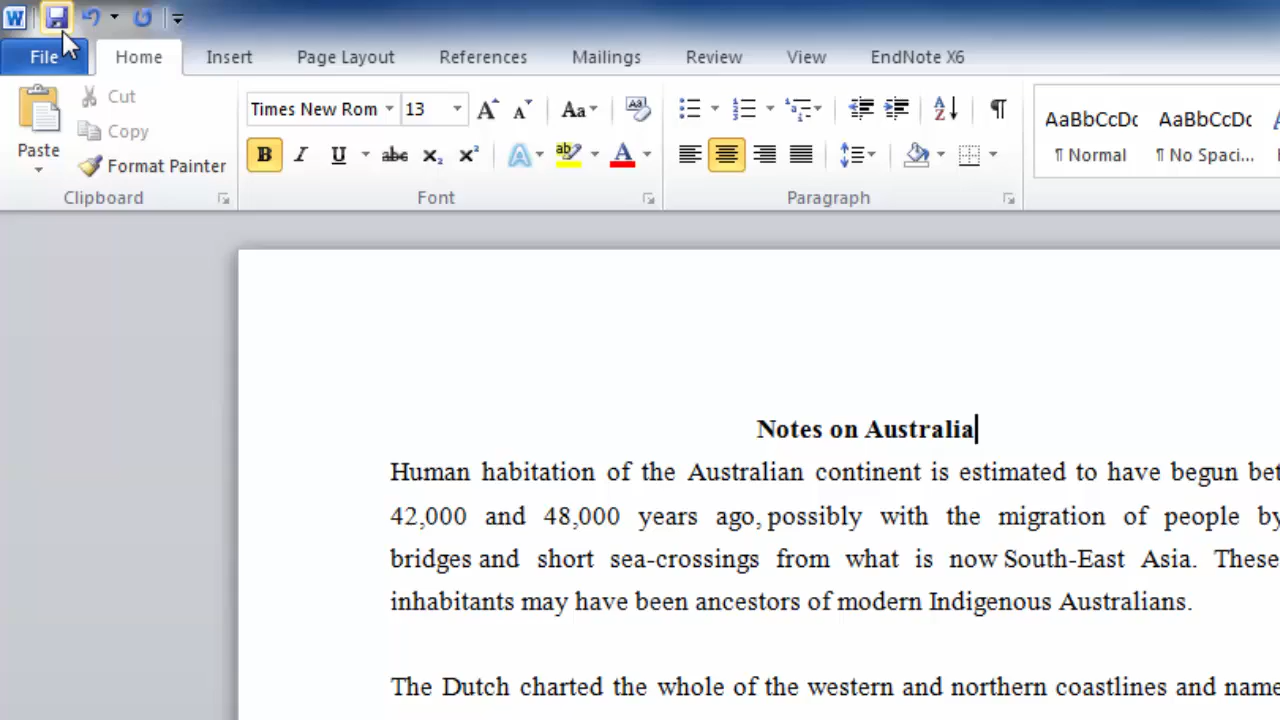 File Home Insert Page Layout References Mailings Review View EndNote X6
Cut
Copy
Paste
Format Painter
Clipboard
Times New Rom 13
Font
Paragraph
AaBbCcDc AaBbCcDc
¶ Normal ¶ No Spaci...
Notes on Australia
Human habitation of the Australian continent is estimated to have begun bet
42,000 and 48,000 years ago, possibly with the migration of people by
bridges and short sea-crossings from what is now South-East Asia. These
inhabitants may have been ancestors of modern Indigenous Australians.
The Dutch charted the whole of the western and northern coastlines and name